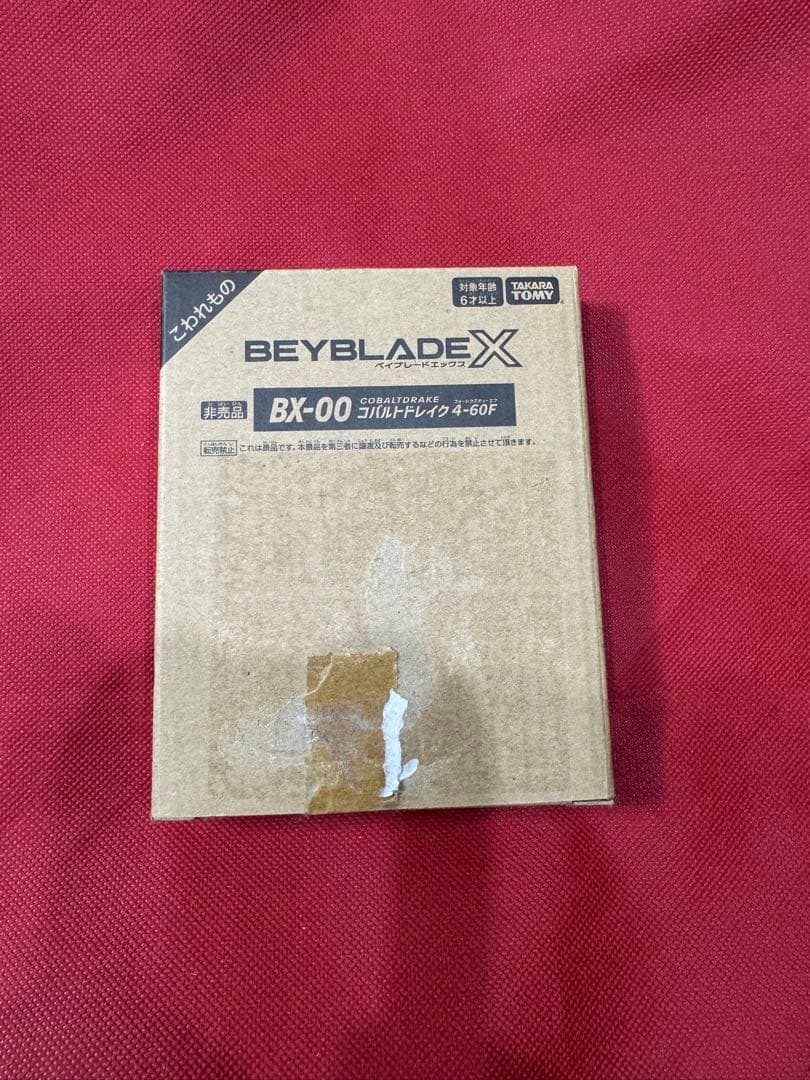 こわれもの
対象年齢
6才以上
TAKARA
TOMY
BEYBLADE X
ベイブレードエックス
非売品
BX-00
COBALTDRAKE
コバルトドレイク 4-60F
転売禁止 これは景品です。本景品を第三者に譲渡及び転売するなどの行為を禁止させて頂きます。